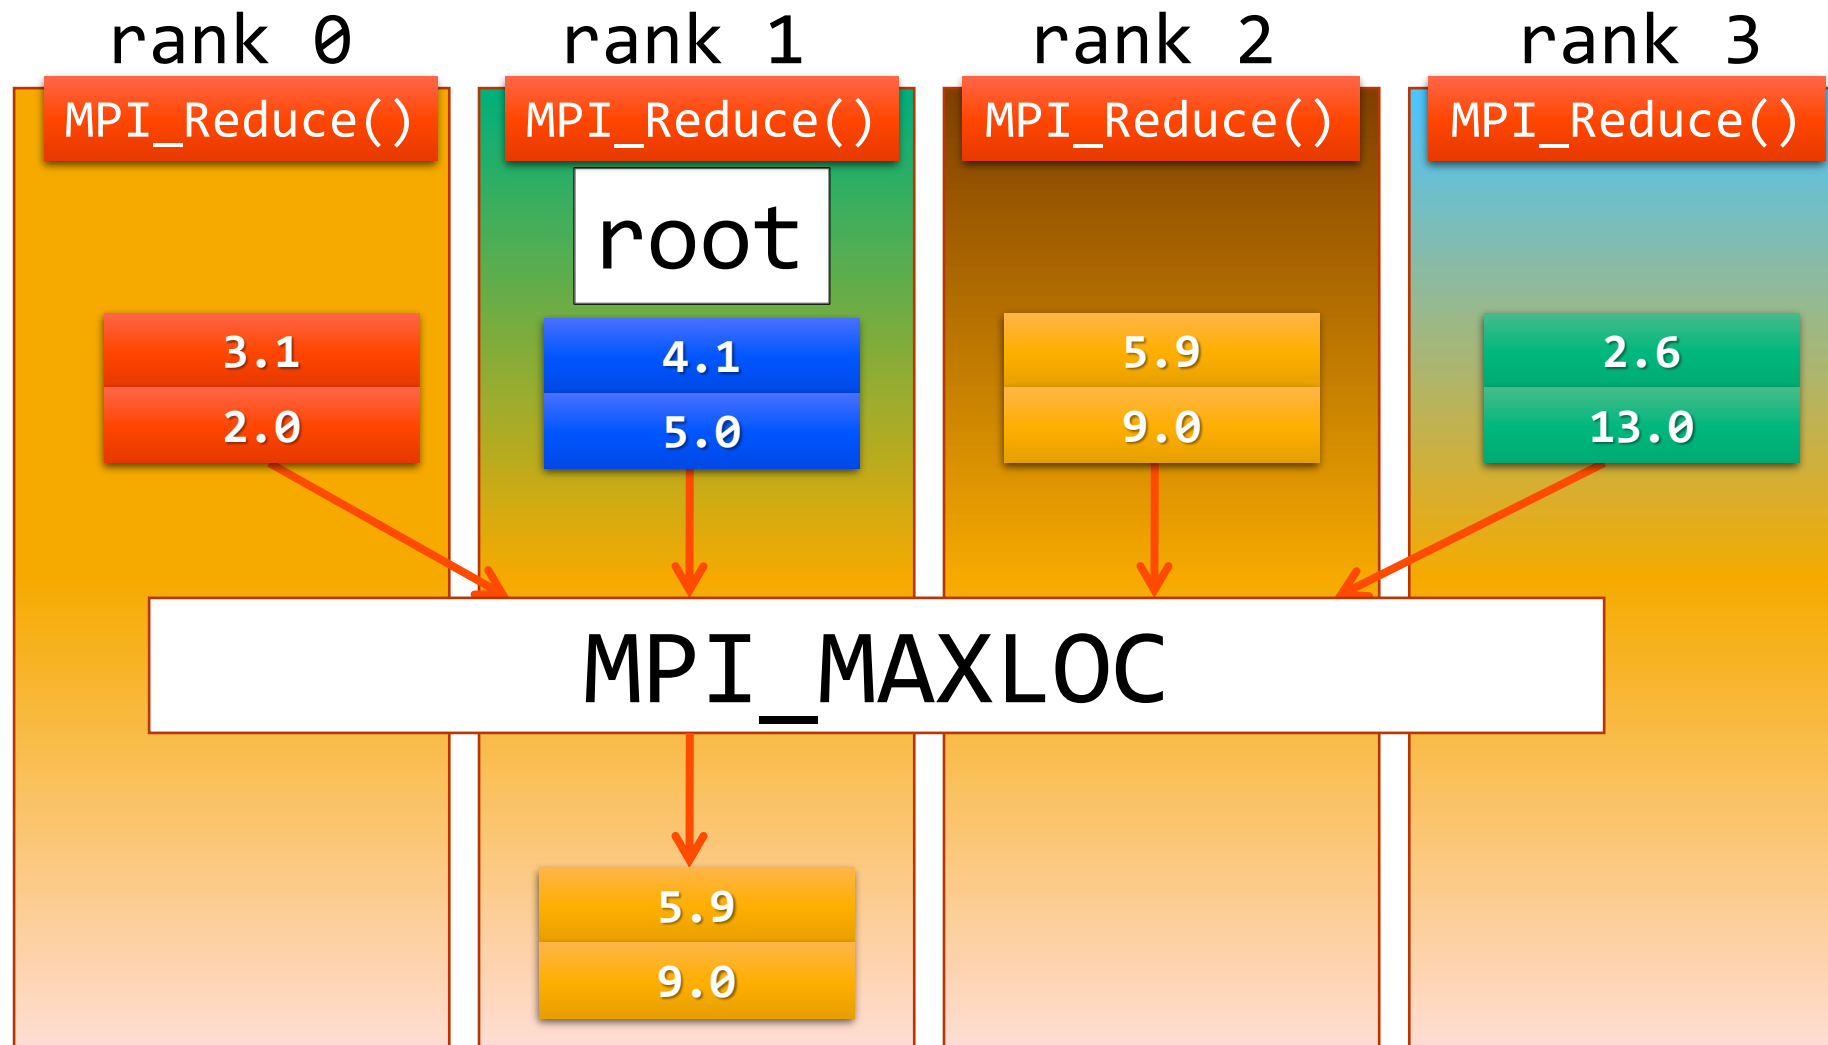 rank 0 rank 1 rank 2 rank 3
MPI_Reduce() MPI_Reduce() MPI_Reduce() MPI_Reduce()
root
3.1 4.1 5.9 2.6
2.0 5.0 9.0 13.0
MPI_MAXLOC
5.9
9.0